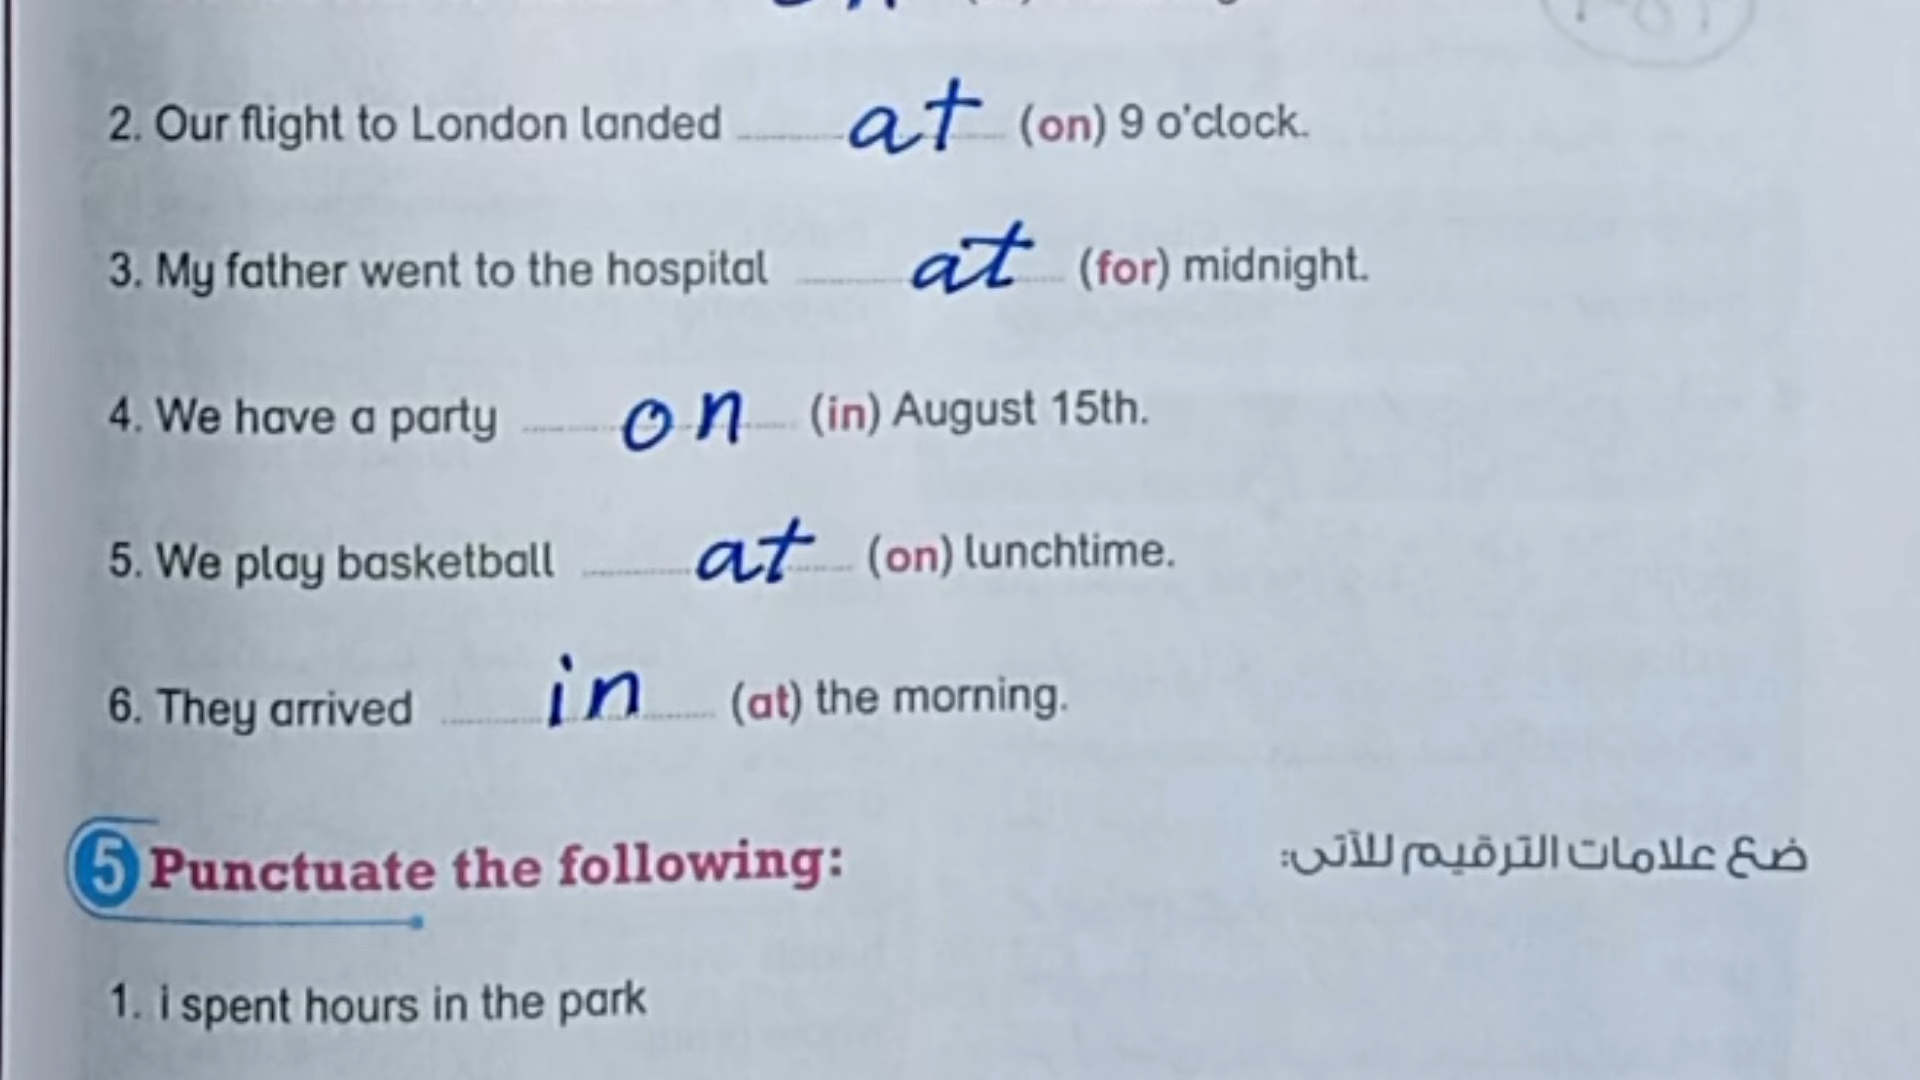 2. Our flight to London landed at (on) 9 o'clock.
3. My father went to the hospital at (for) midnight.
4. We have a party on (in) August 15th.
5. We play basketball at (on) lunchtime.
6. They arrived in (at) the morning.
5 Punctuate the following: ضع علامات الترقيم للآتى:
1. i spent hours in the park